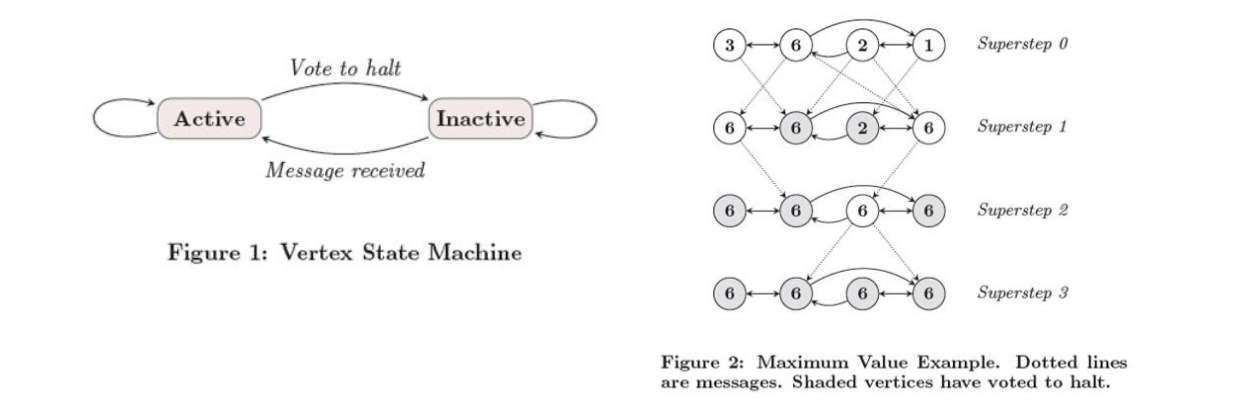 Vote to halt
Active
Inactive
Message received
Figure 1: Vertex State Machine
3 6 2 1 Superstep 0
6 6 2 6 Superstep 1
6 6 6 6 Superstep 2
6 6 6 6 Superstep 3
Figure 2: Maximum Value Example. Dotted lines
are messages. Shaded vertices have voted to halt.